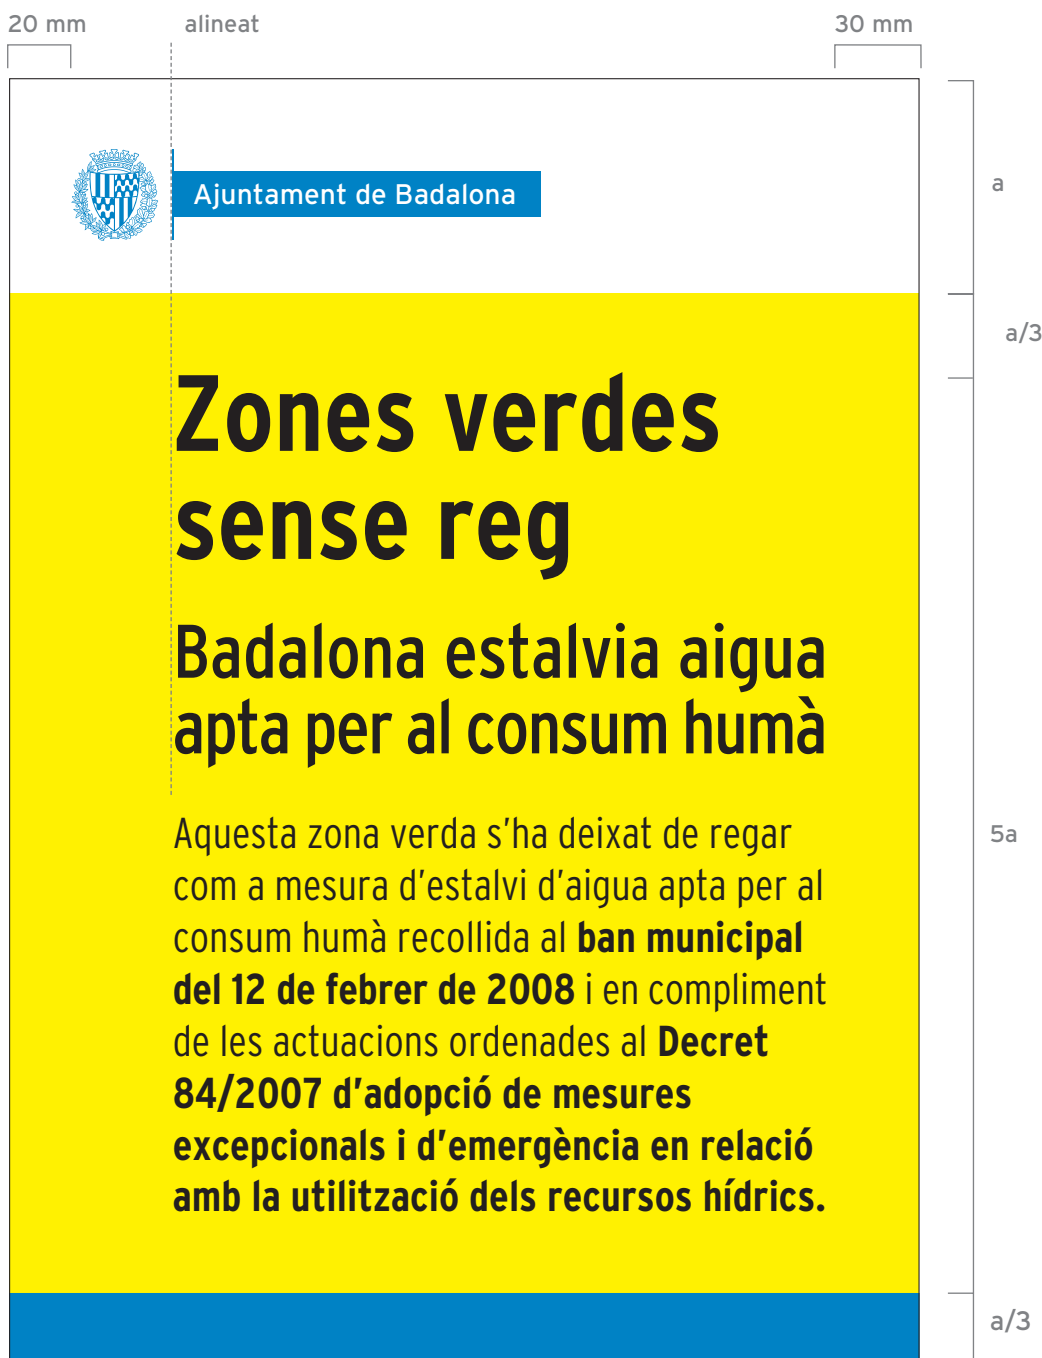 20 mm
alineat
30 mm
Ajuntament de Badalona
a
a/3
Zones verdes
sense reg
Badalona estalvia aigua
apta per al consum humà
Aquesta zona verda s’ha deixat de regar
com a mesura d’estalvi d’aigua apta per al
consum humà recollida al ban municipal
del 12 de febrer de 2008 i en compliment
de les actuacions ordenades al Decret
84/2007 d’adopció de mesures
excepcionals i d’emergència en relació
amb la utilització dels recursos hídrics.
5a
a/3